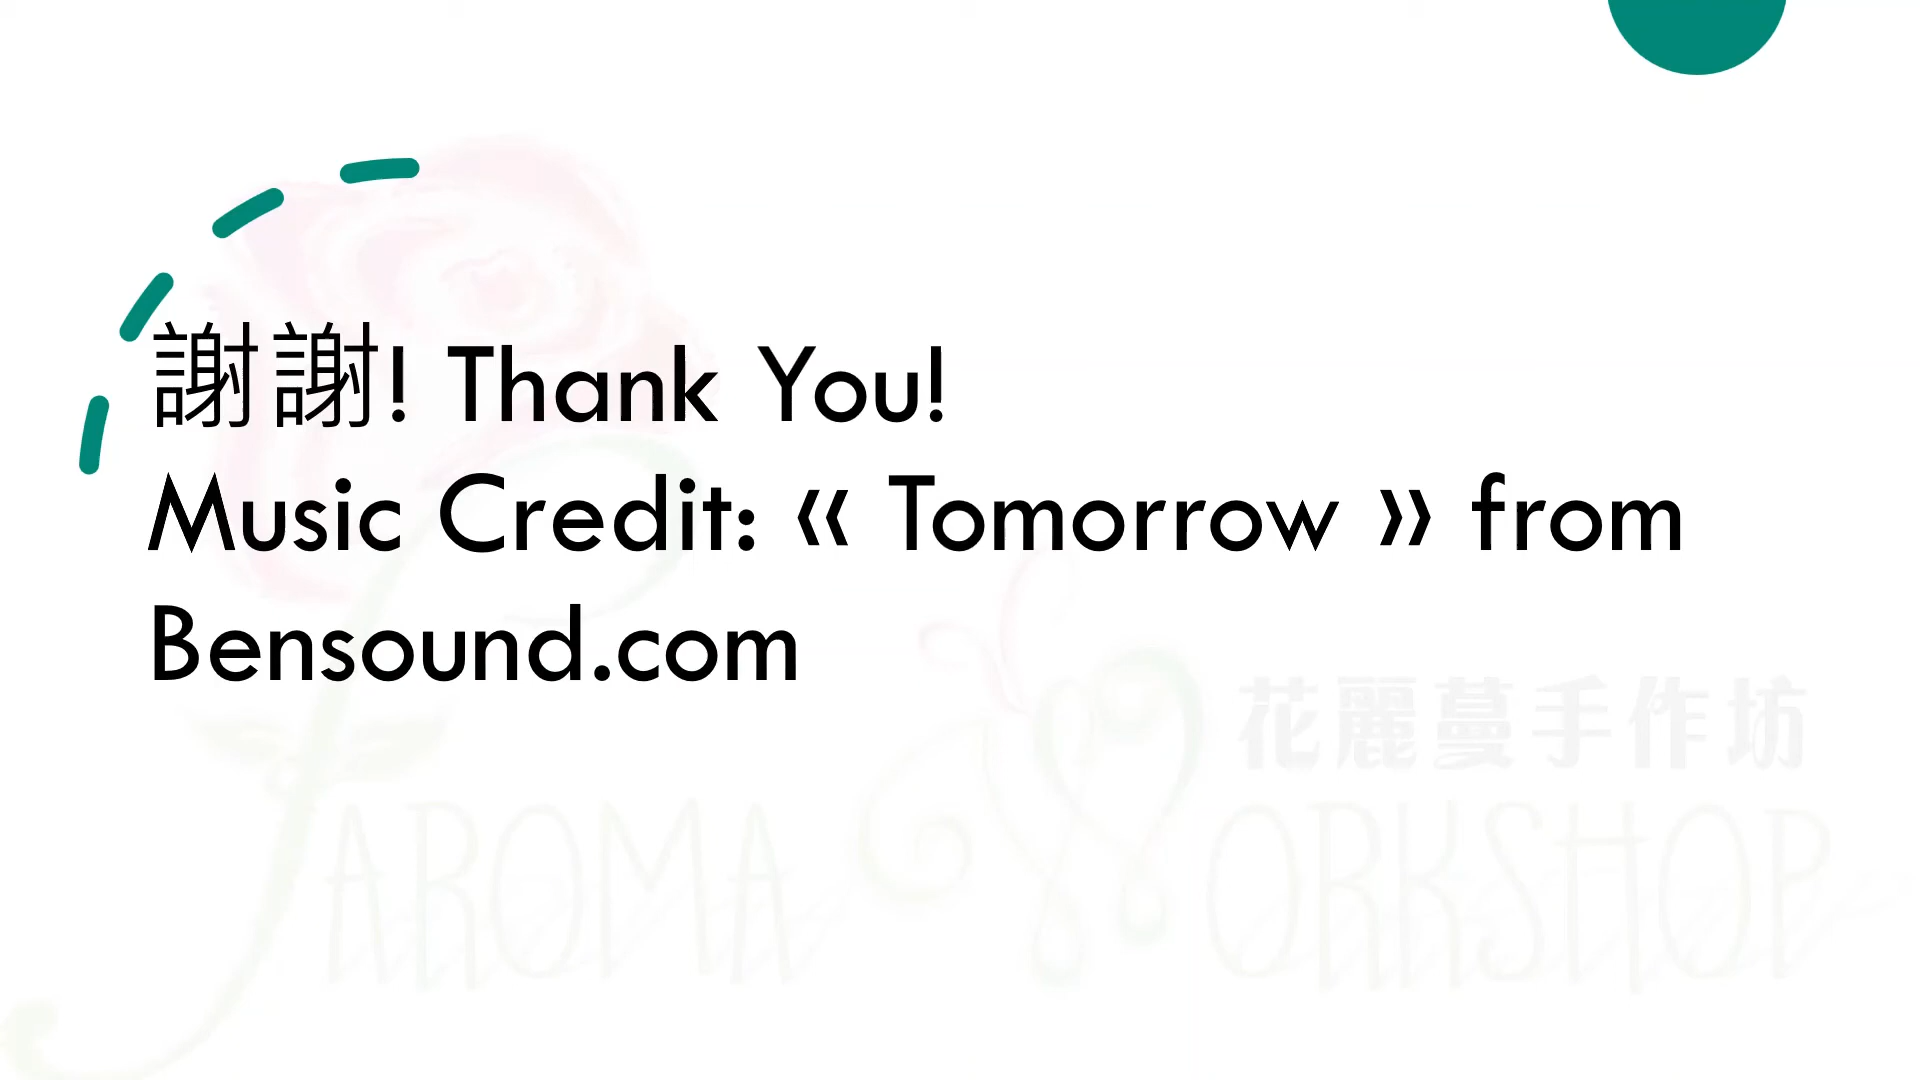 謝謝! Thank You!
Music Credit: « Tomorrow » from
Bensound.com
花麗蔓手作坊
AROMA WORKSHOP